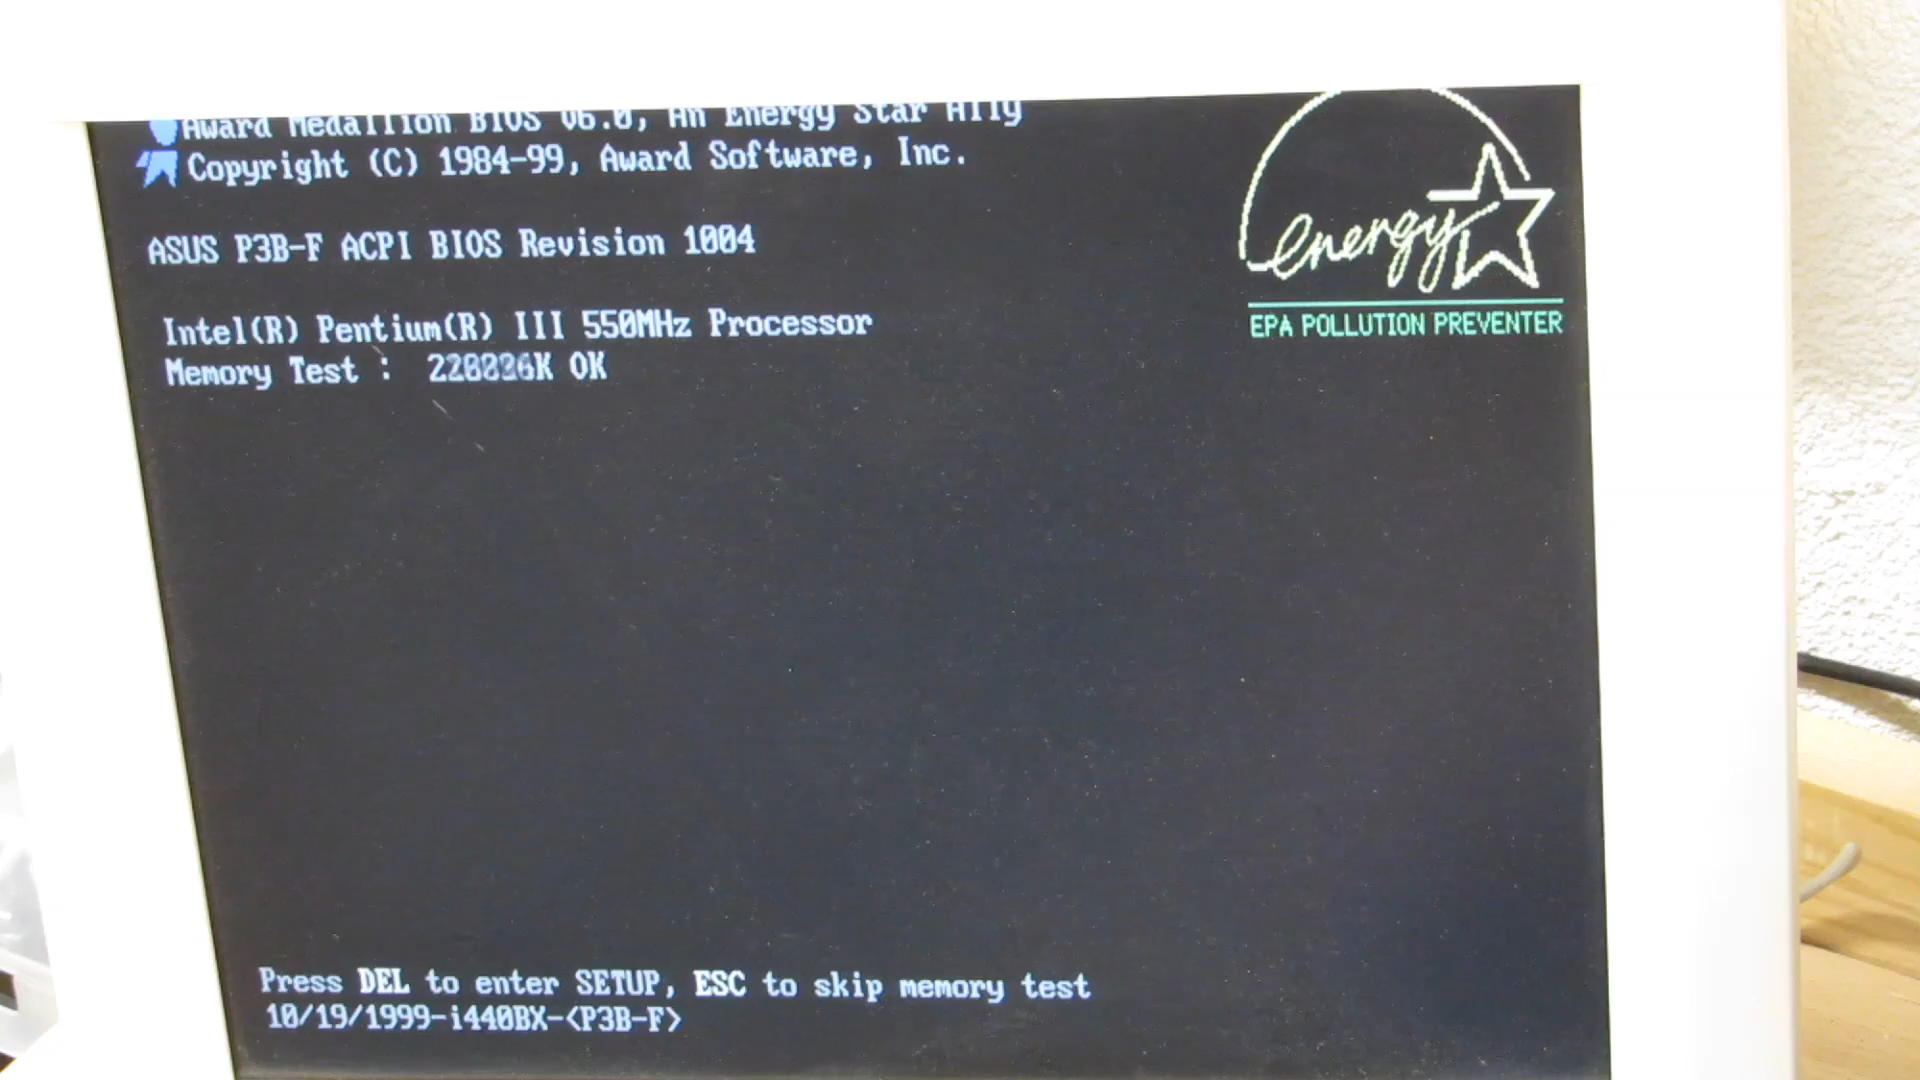 Award Medallion BIOS v6.0, An Energy Star Ally
Copyright (C) 1984-99, Award Software, Inc.
energy
EPA POLLUTION PREVENTER
ASUS P3B-F ACPI BIOS Revision 1004
Intel(R) Pentium(R) III 550MHz Processor
Memory Test : OK
Press DEL to enter SETUP, ESC to skip memory test
10/19/1999-i440BX-<P3B-F>